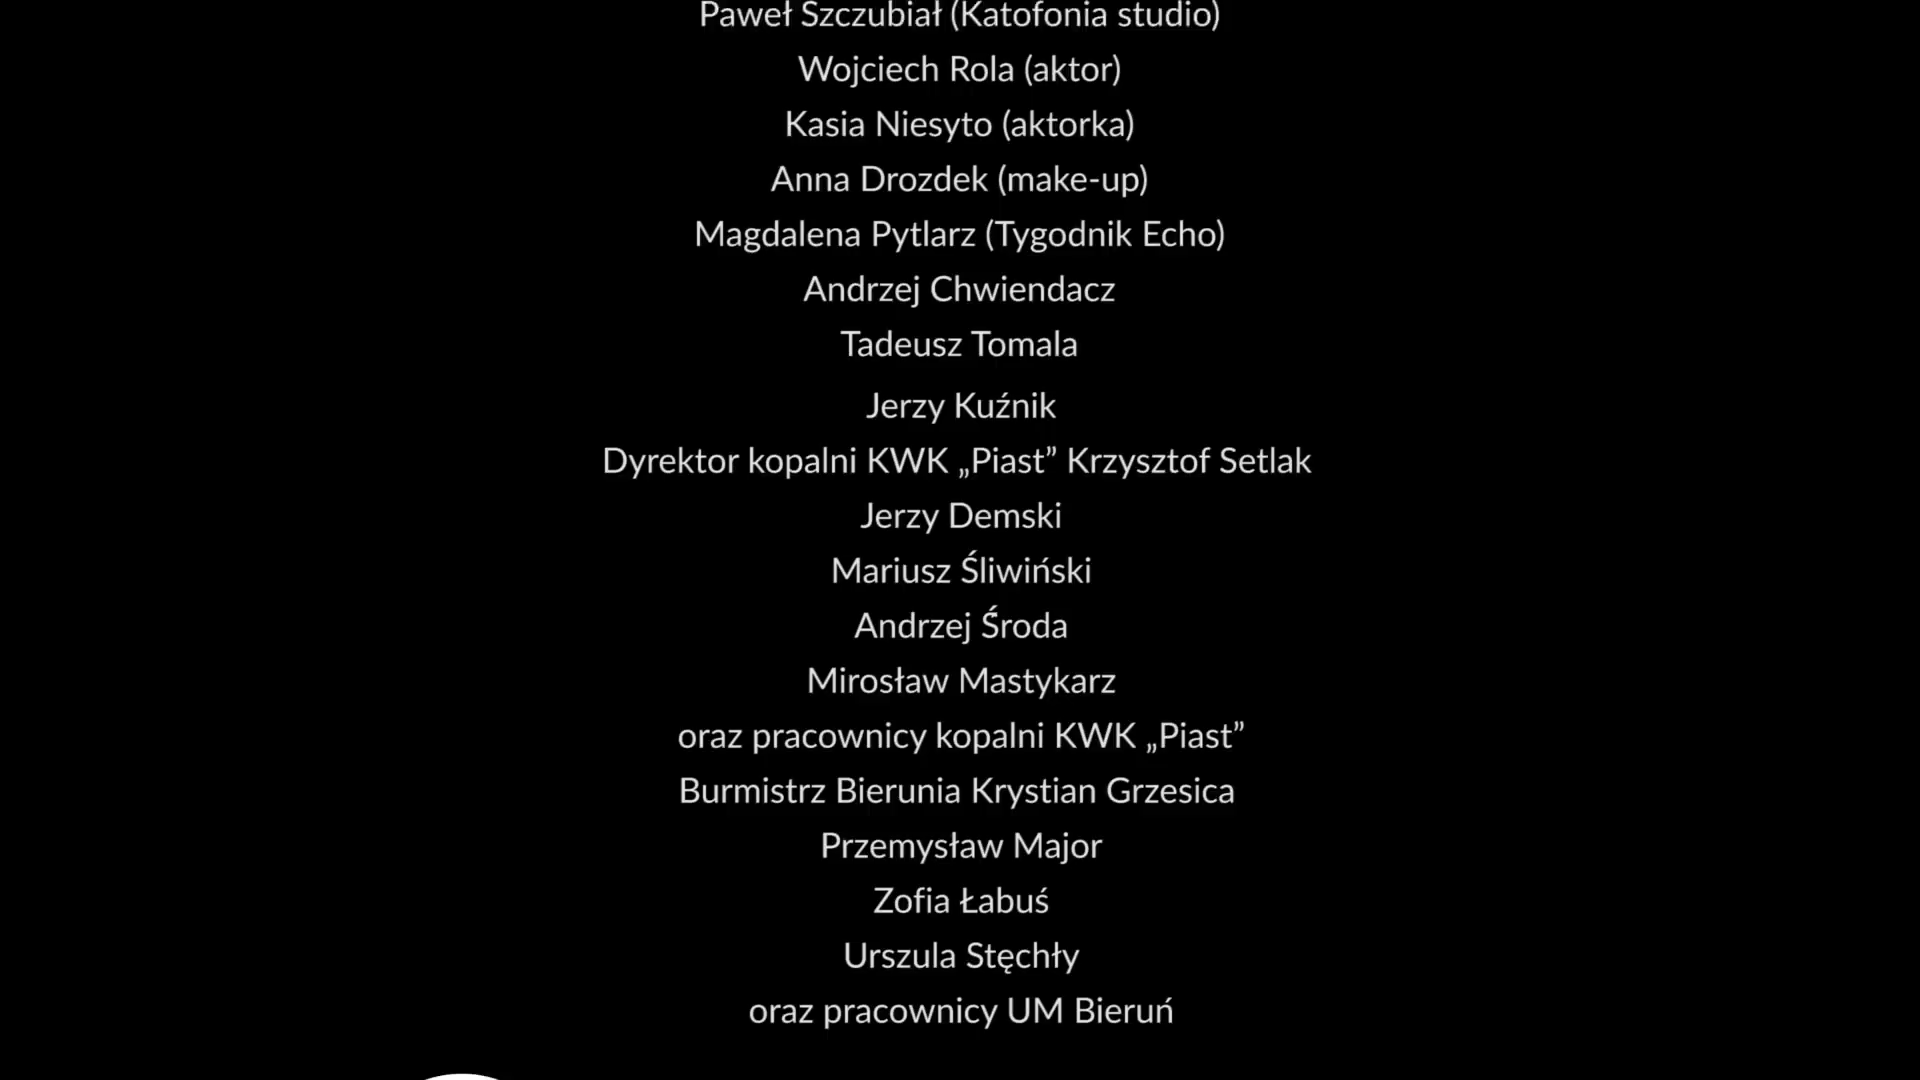 Paweł Szczubiał (Katofonia studio)
Wojciech Rola (aktor)
Kasia Niesyto (aktorka)
Anna Drozdek (make-up)
Magdalena Pytlarz (Tygodnik Echo)
Andrzej Chwiendacz
Tadeusz Tomala
Jerzy Kuźnik
Dyrektor kopalni KWK „Piast” Krzysztof Setlak
Jerzy Demski
Mariusz Śliwiński
Andrzej Środa
Mirosław Mastykarz
oraz pracownicy kopalni KWK „Piast”
Burmistrz Bierunia Krystian Grzesica
Przemysław Major
Zofia Łabuś
Urszula Stęchły
oraz pracownicy UM Bieruń